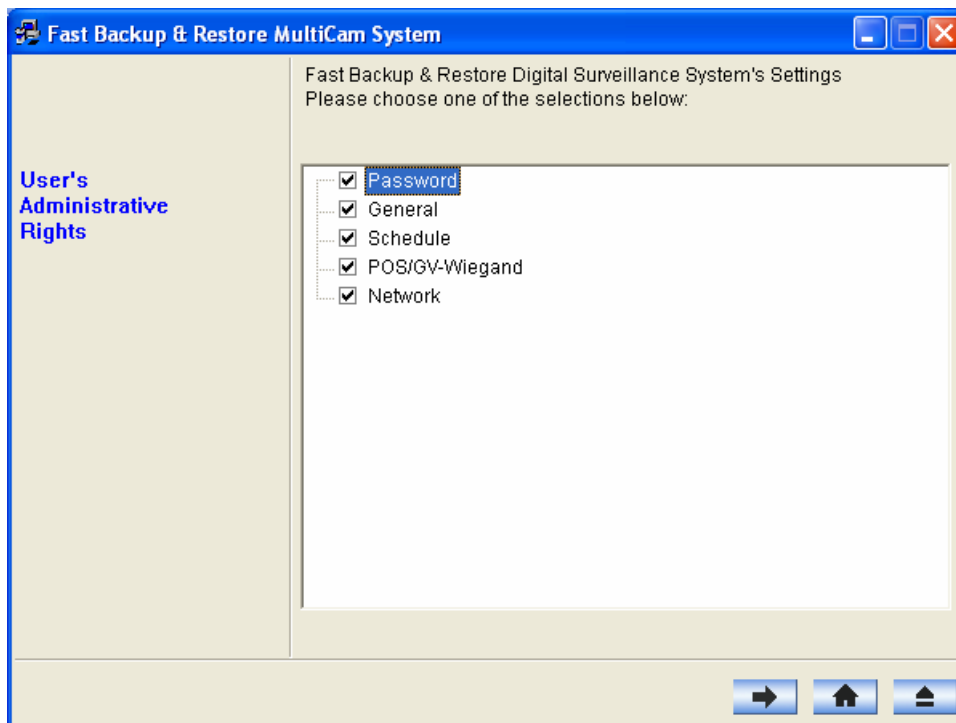 Fast Backup & Restore MultiCam System
Fast Backup & Restore Digital Surveillance System's Settings
Please choose one of the selections below:
User's
Administrative
Rights
Password
General
Schedule
POS/GV-Wiegand
Network